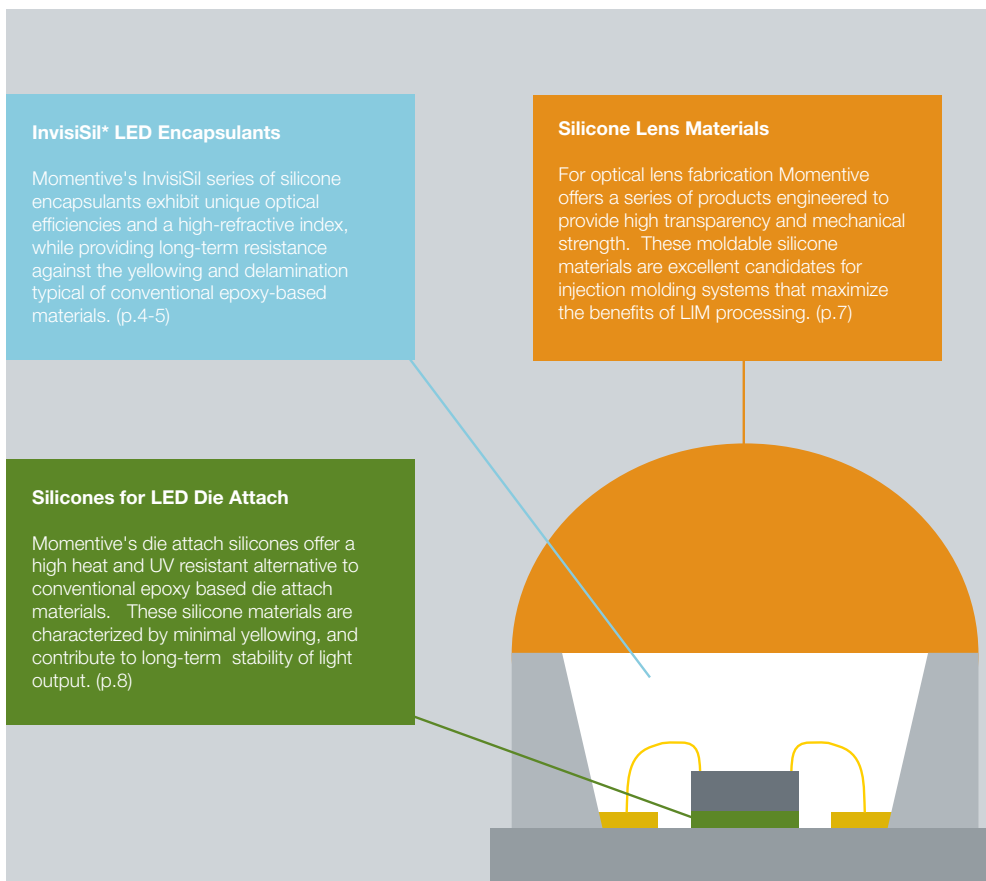 InvisiSil* LED Encapsulants
Momentive's InvisiSil series of silicone
encapsulants exhibit unique optical
efficiencies and a high-refractive index,
while providing long-term resistance
against the yellowing and delamination
typical of conventional epoxy-based
materials. (p.4-5)
Silicone Lens Materials
For optical lens fabrication Momentive
offers a series of products engineered to
provide high transparency and mechanical
strength.  These moldable silicone
materials are excellent candidates for
injection molding systems that maximize
the benefits of LIM processing. (p.7)
Silicones for LED Die Attach
Momentive's die attach silicones offer a
high heat and UV resistant alternative to
conventional epoxy based die attach
materials.   These silicone materials are
characterized by minimal yellowing, and
contribute to long-term  stability of light
output. (p.8)